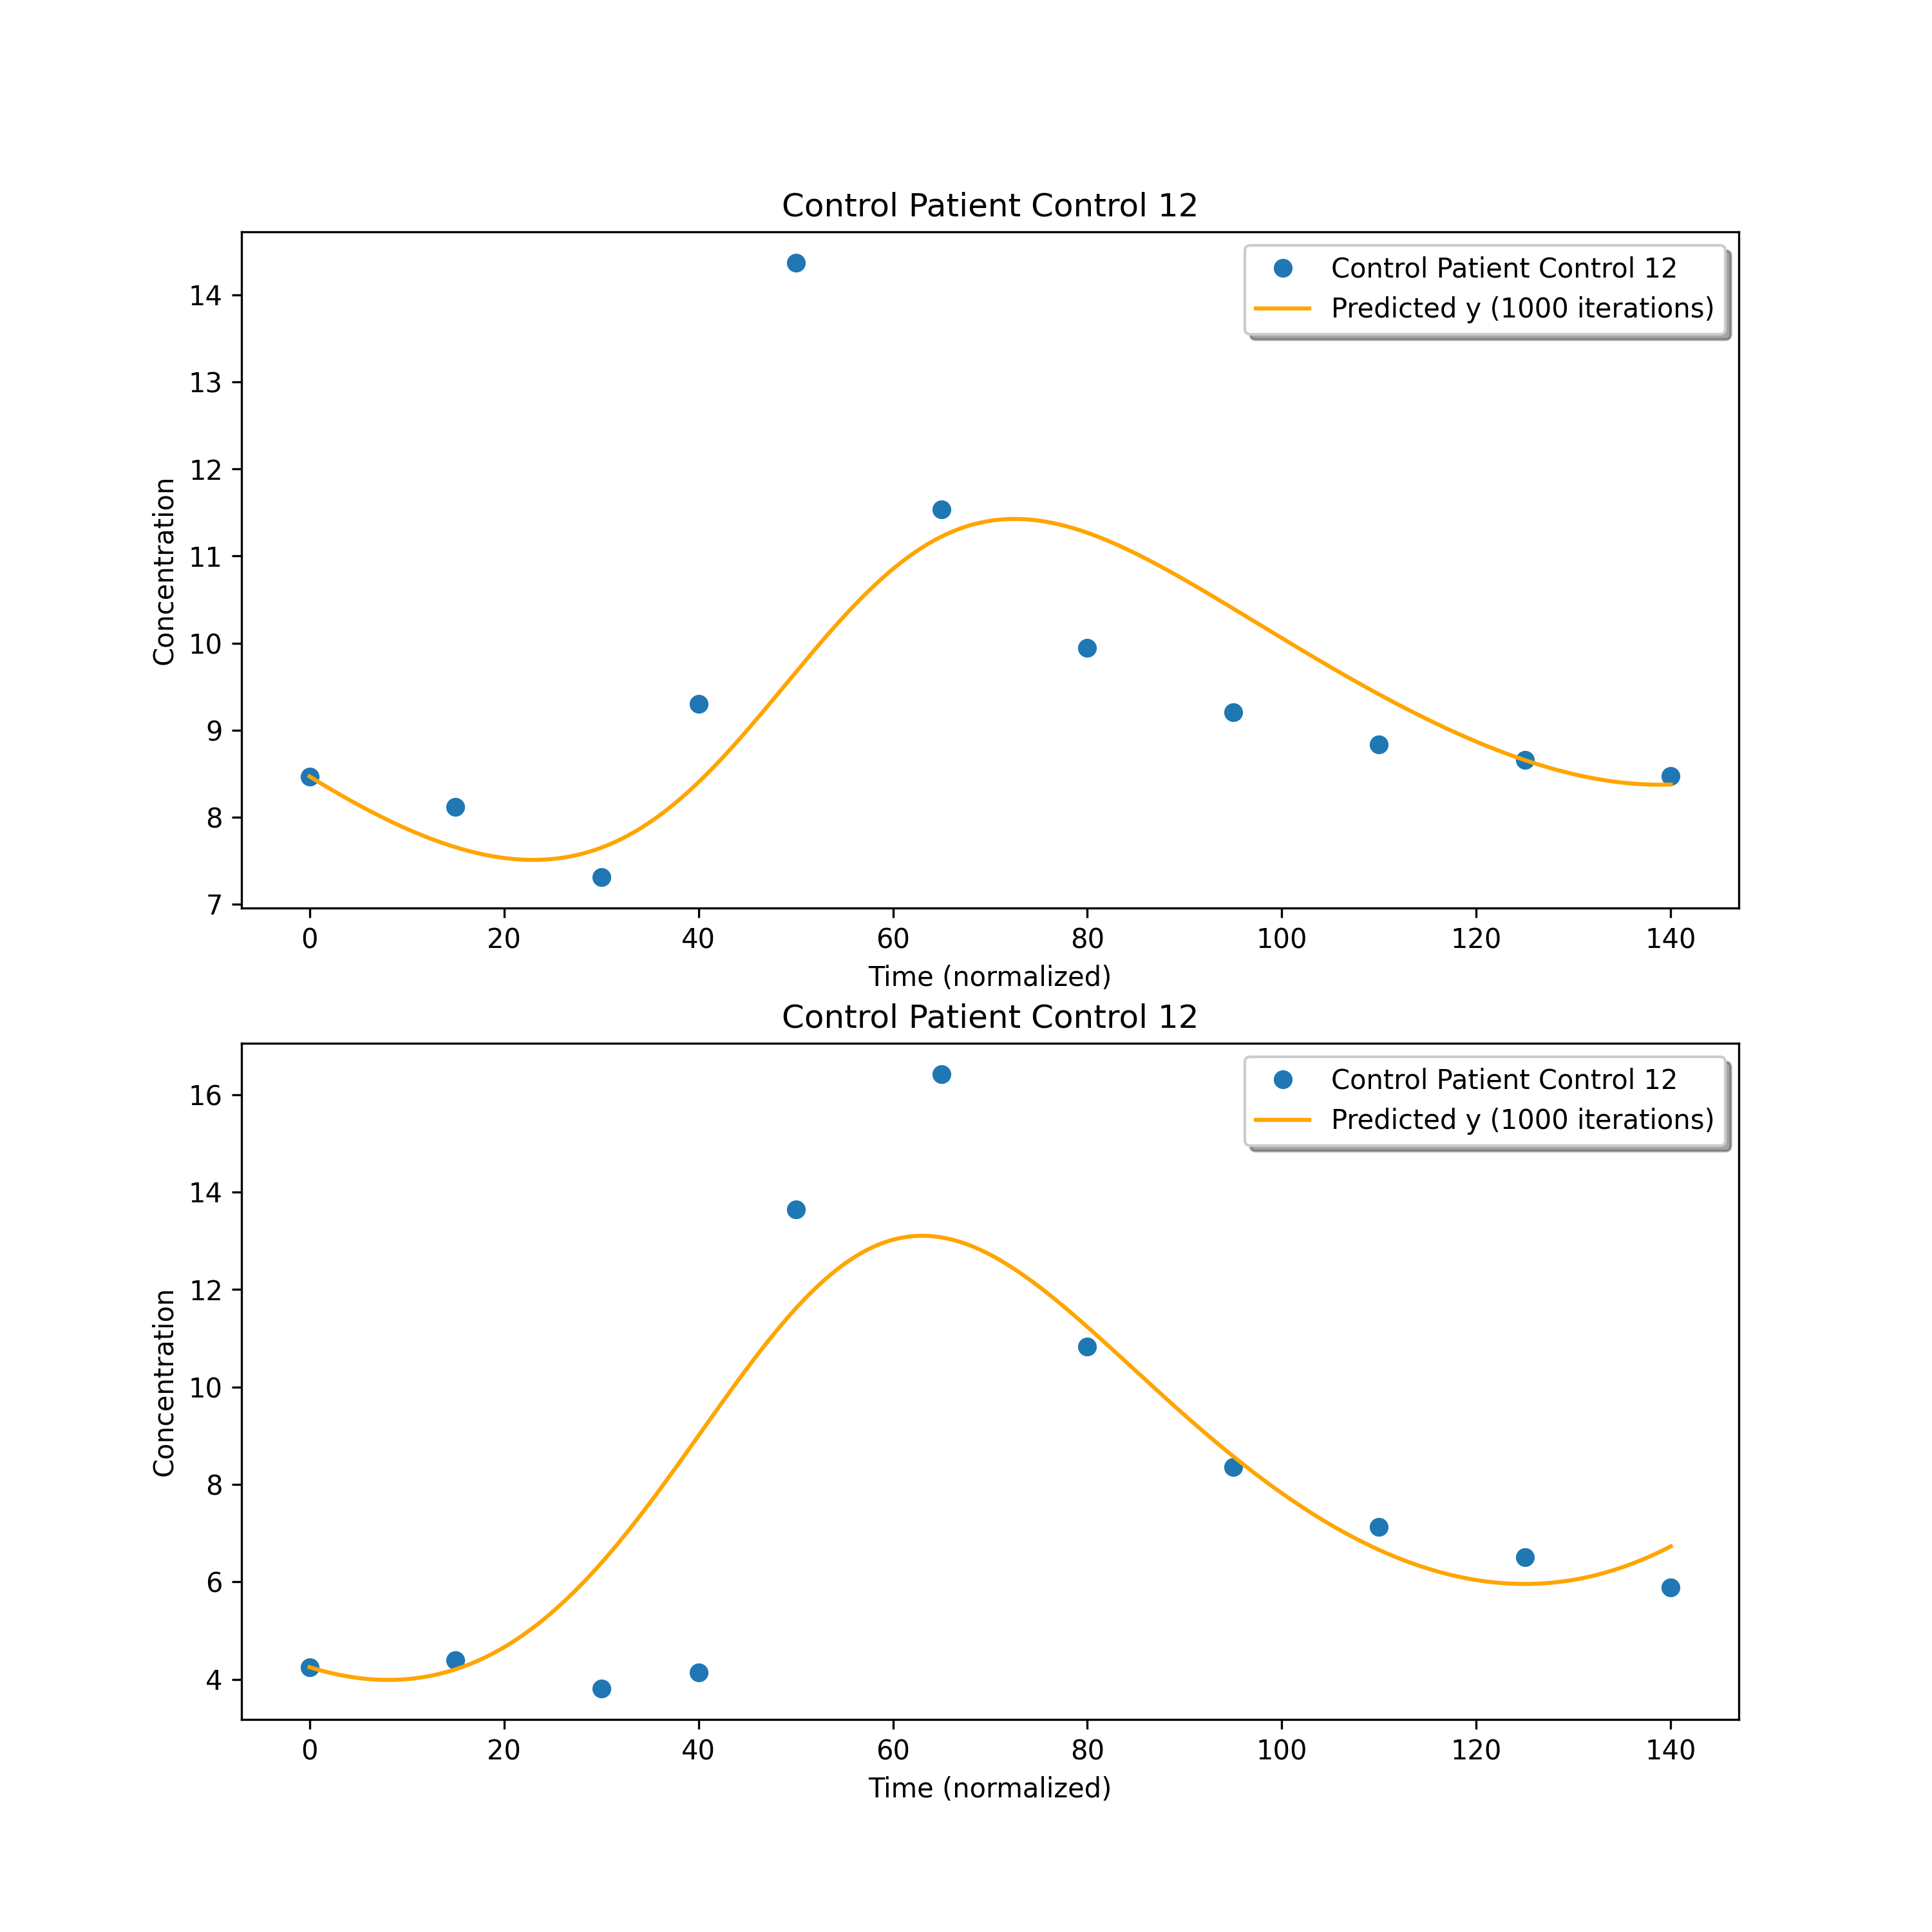 Control Patient Control 12
Control Patient Control 12
Predicted y (1000 iterations)
14
13
12
11
10
9
8
7
Concentration
0 20 40 60 80 100 120 140
Time (normalized)
Control Patient Control 12
Control Patient Control 12
Predicted y (1000 iterations)
16
14
12
10
8
6
4
Concentration
0 20 40 60 80 100 120 140
Time (normalized)